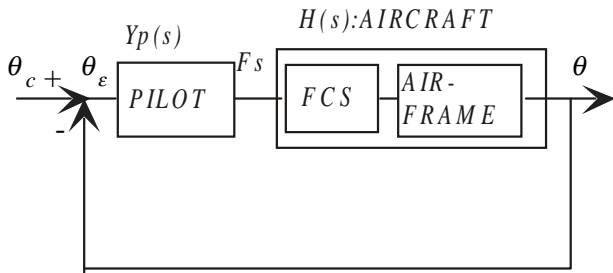 H(s):AIRCRAFT
Yp(s)
θc + θε Fs θ
PILOT
FCS
AIR-
FRAME
-